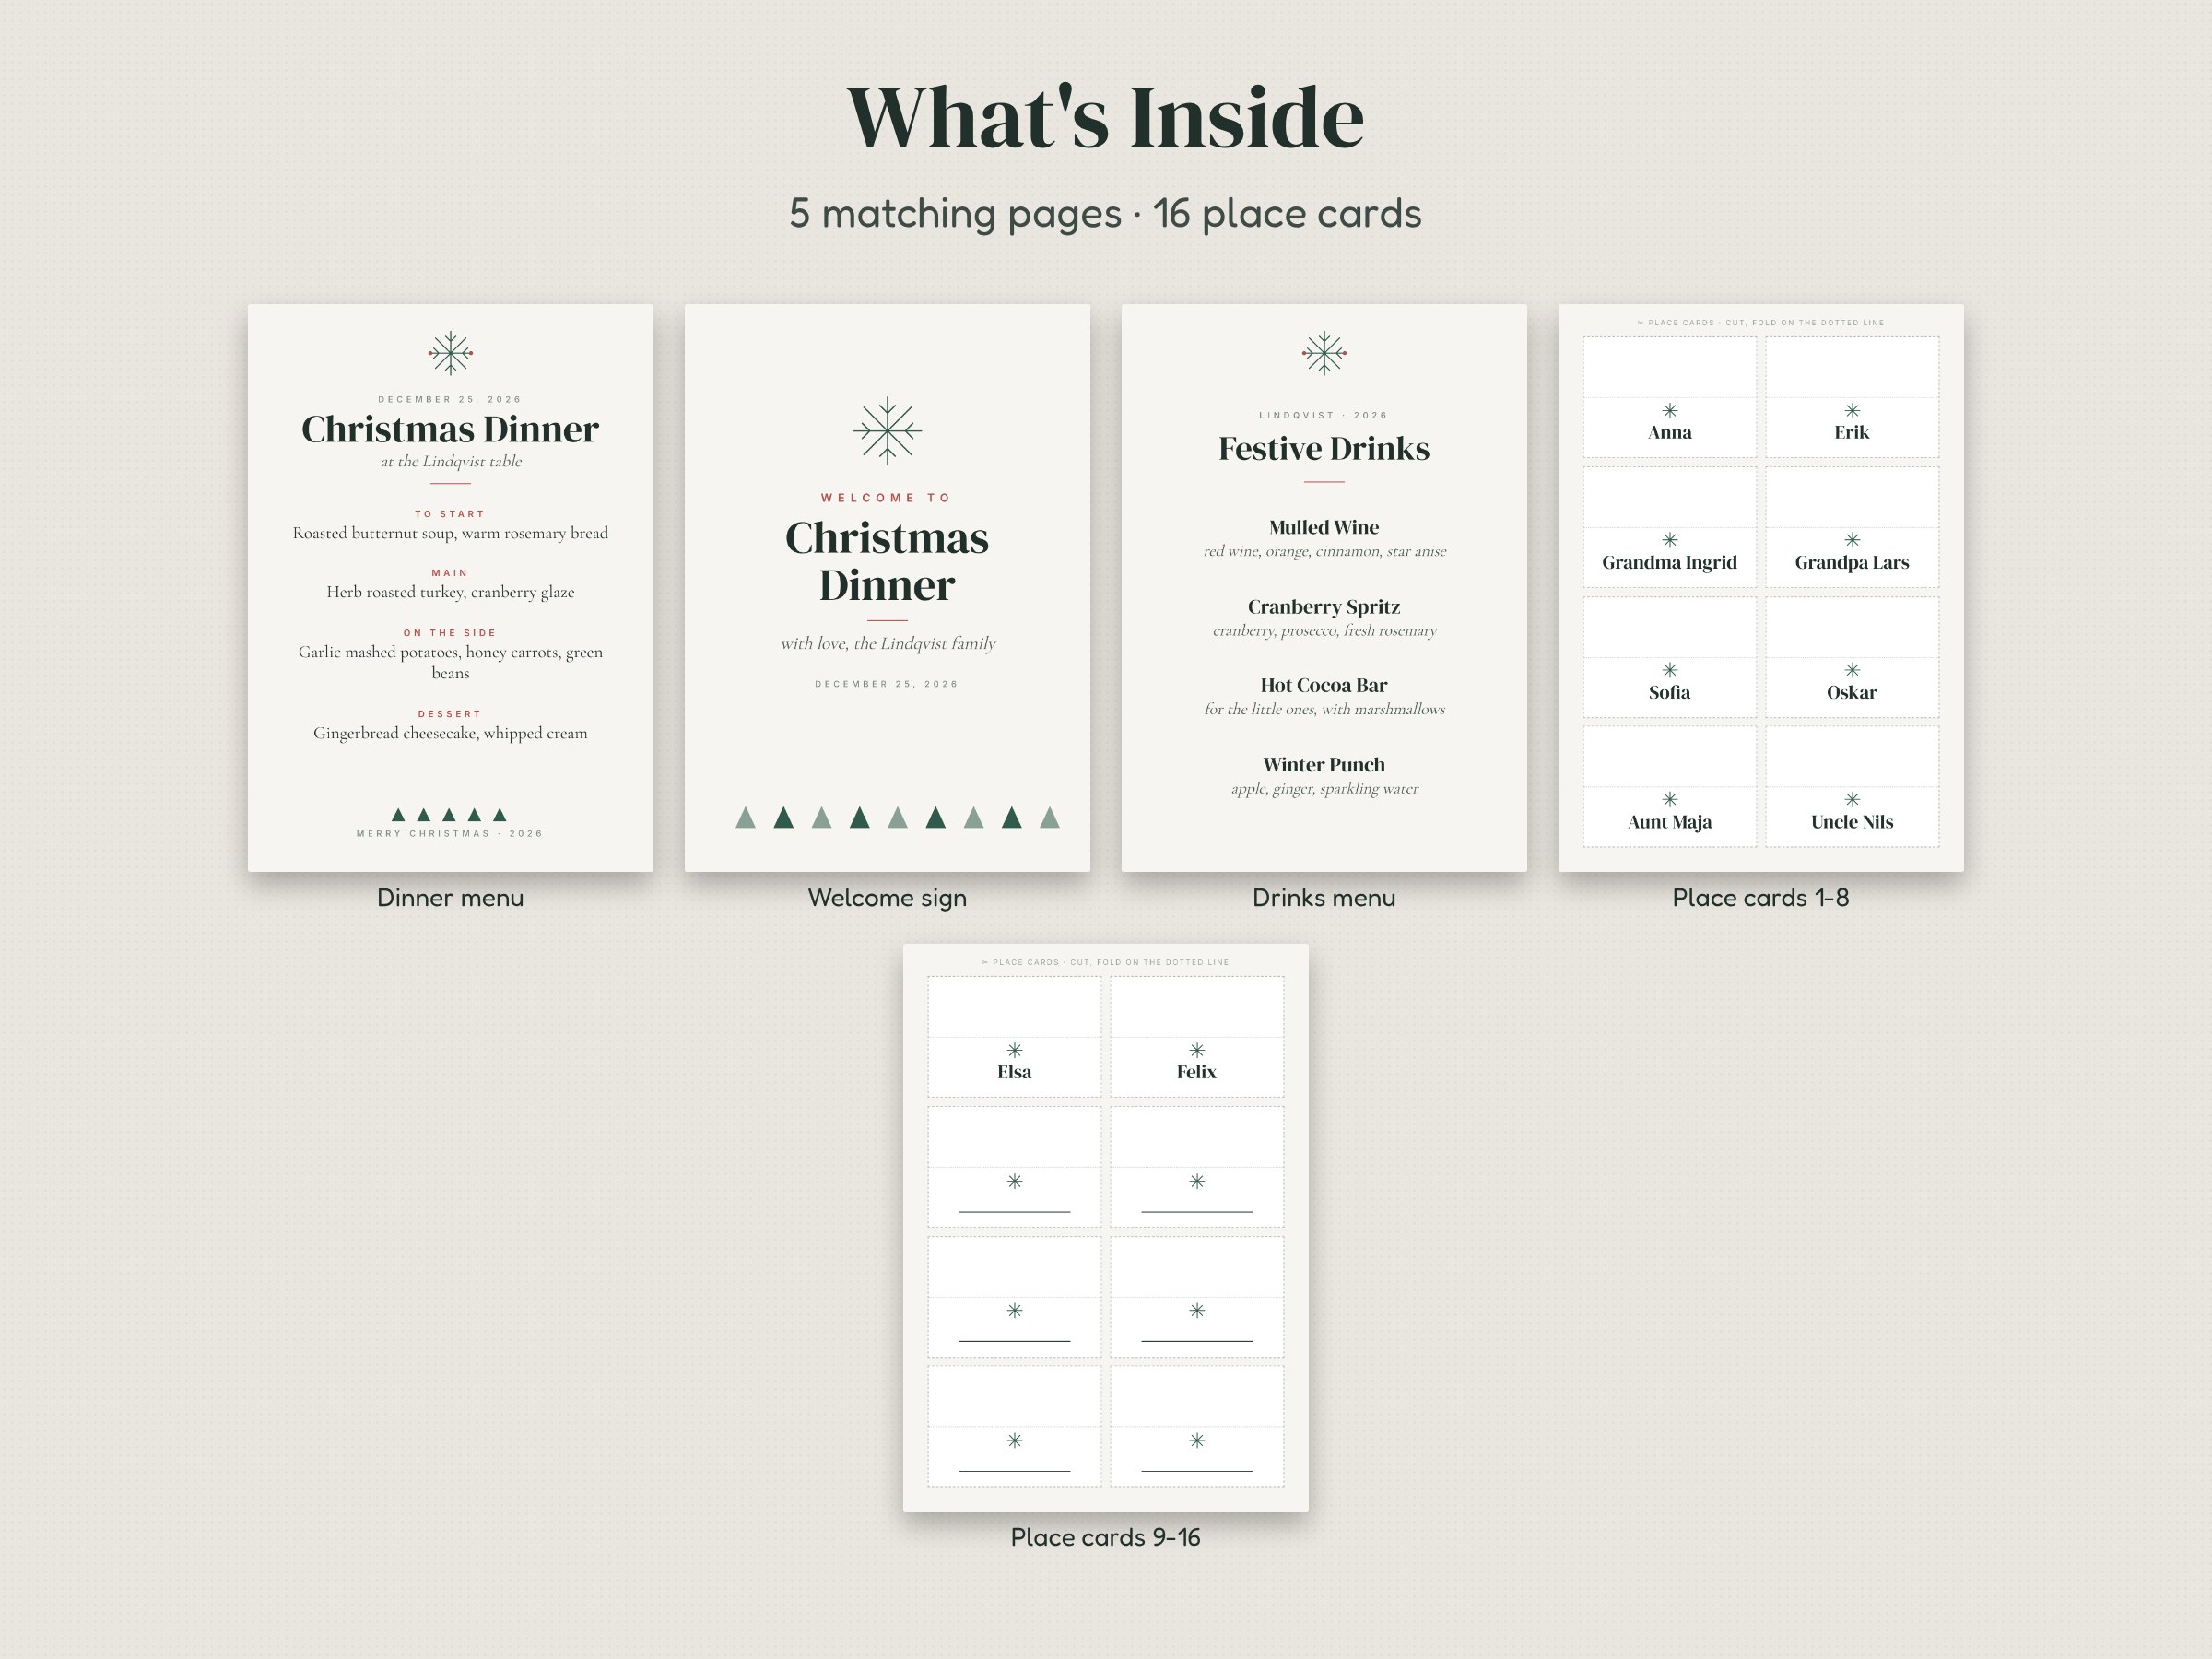 What's Inside
5 matching pages · 16 place cards
DECEMBER 25, 2026
Christmas Dinner
at the Lindqvist table
TO START
Roasted butternut soup, warm rosemary bread
MAIN
Herb roasted turkey, cranberry glaze
ON THE SIDE
Garlic mashed potatoes, honey carrots, green
beans
DESSERT
Gingerbread cheesecake, whipped cream
MERRY CHRISTMAS · 2026
Dinner menu
WELCOME TO
Christmas
Dinner
with love, the Lindqvist family
DECEMBER 25, 2026
Welcome sign
LINDQVIST · 2026
Festive Drinks
Mulled Wine
red wine, orange, cinnamon, star anise
Cranberry Spritz
cranberry, prosecco, fresh rosemary
Hot Cocoa Bar
for the little ones, with marshmallows
Winter Punch
apple, ginger, sparkling water
Drinks menu
✂ PLACE CARDS · CUT, FOLD ON THE DOTTED LINE
Anna
Erik
Grandma Ingrid
Grandpa Lars
Sofia
Oskar
Aunt Maja
Uncle Nils
Place cards 1-8
✂ PLACE CARDS · CUT, FOLD ON THE DOTTED LINE
Elsa
Felix
Place cards 9-16